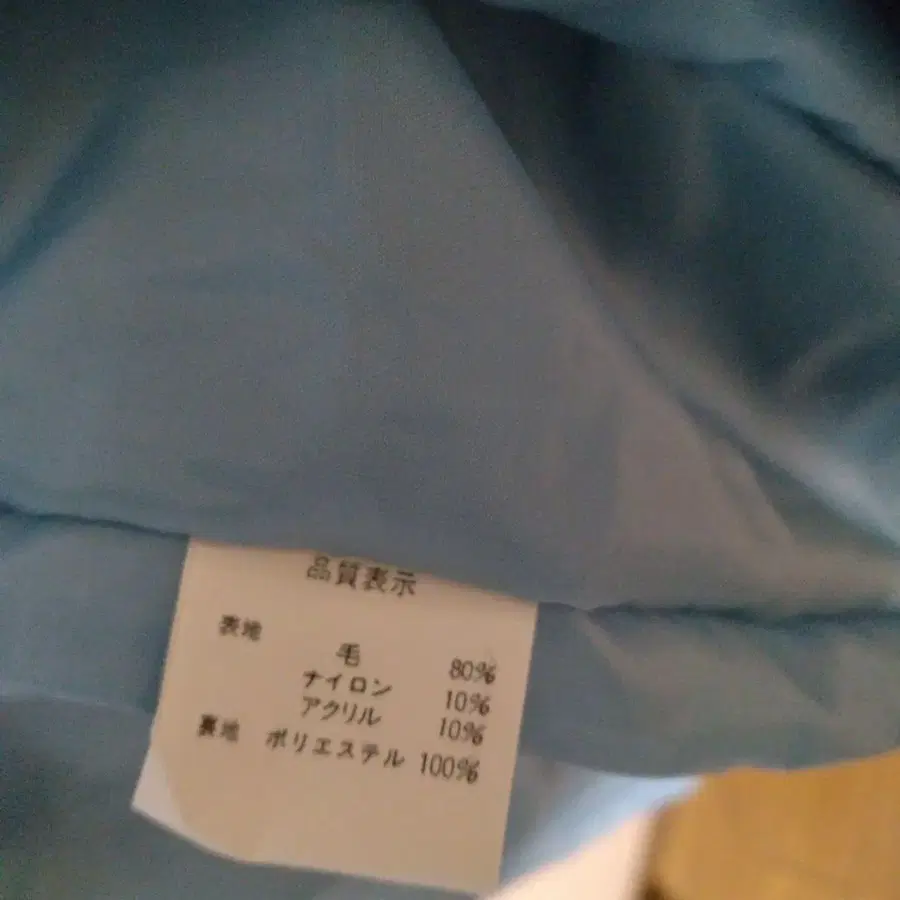 品質表示
表地
毛 80%
ナイロン 10%
アクリル 10%
裏地 ポリエステル 100%